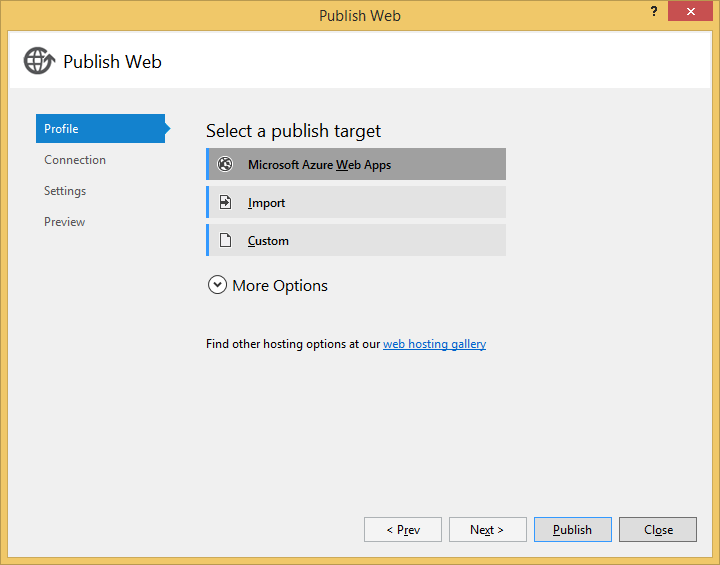 Publish Web
?
Publish Web
Profile
Connection
Settings
Preview
Select a publish target
Microsoft Azure Web Apps
Import
Custom
More Options
Find other hosting options at our web hosting gallery
< Prev
Next >
Publish
Close